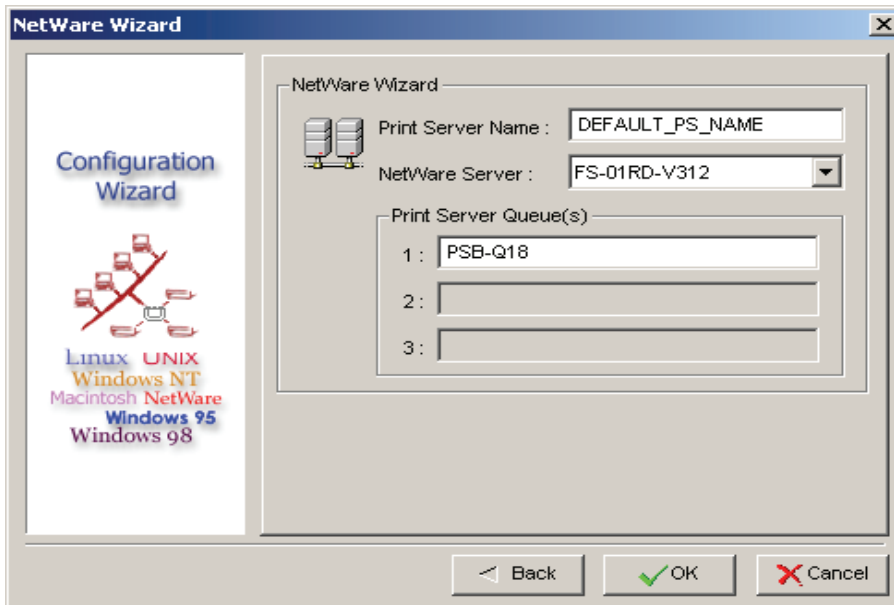 NetWare Wizard
Configuration
Wizard
Linux UNIX
Windows NT
Macintosh NetWare
Windows 95
Windows 98
NetWare Wizard
Print Server Name : DEFAULT_PS_NAME
NetWare Server : FS-01RD-V312
Print Server Queue(s)
1 : PSB-Q18
2 :
3 :
< Back
OK
Cancel